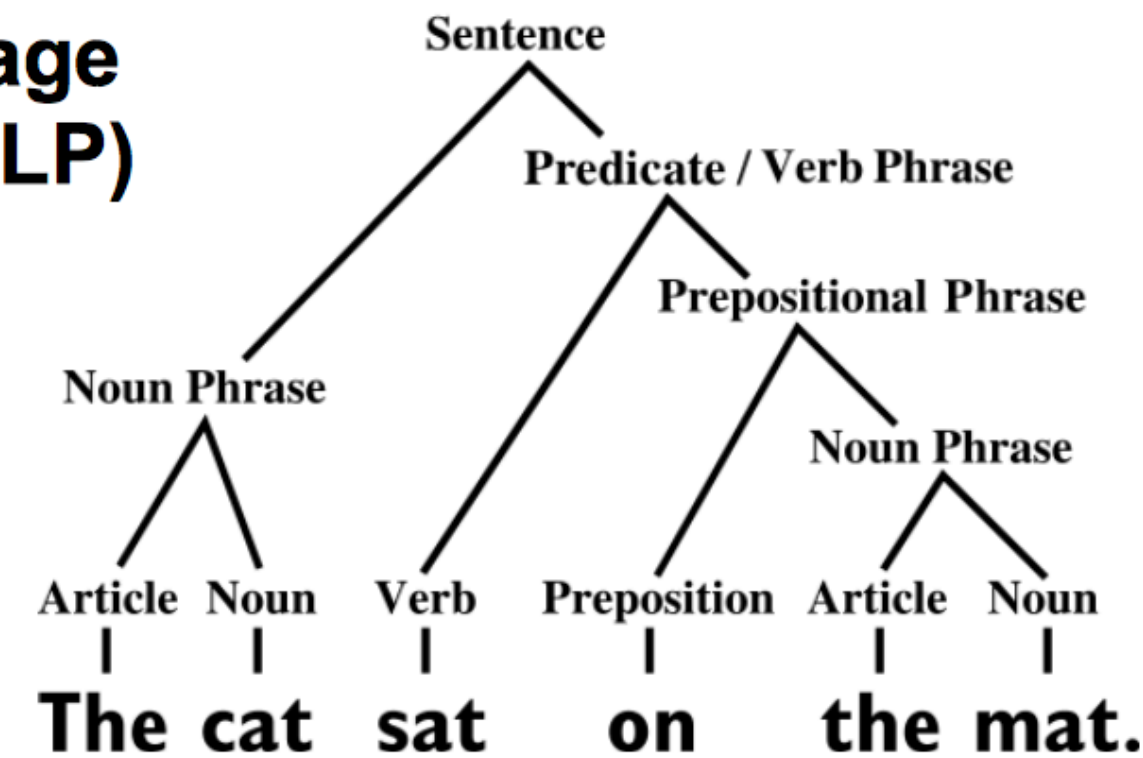 age
LP)
Sentence
Predicate / Verb Phrase
Prepositional Phrase
Noun Phrase
Noun Phrase
Article Noun Verb Preposition Article Noun
The cat sat on the mat.